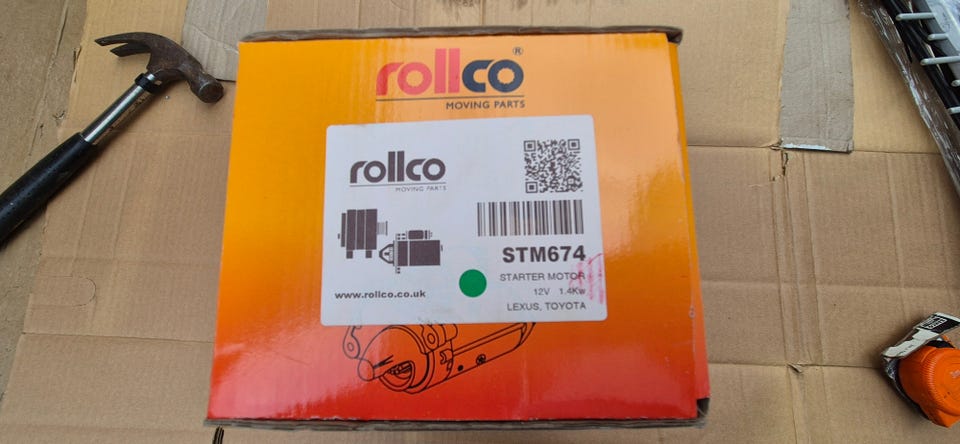 rollco®
MOVING PARTS
rollco
MOVING PARTS
STM674
STARTER MOTOR
12V 1.4Kw
www.rollco.co.uk
LEXUS, TOYOTA